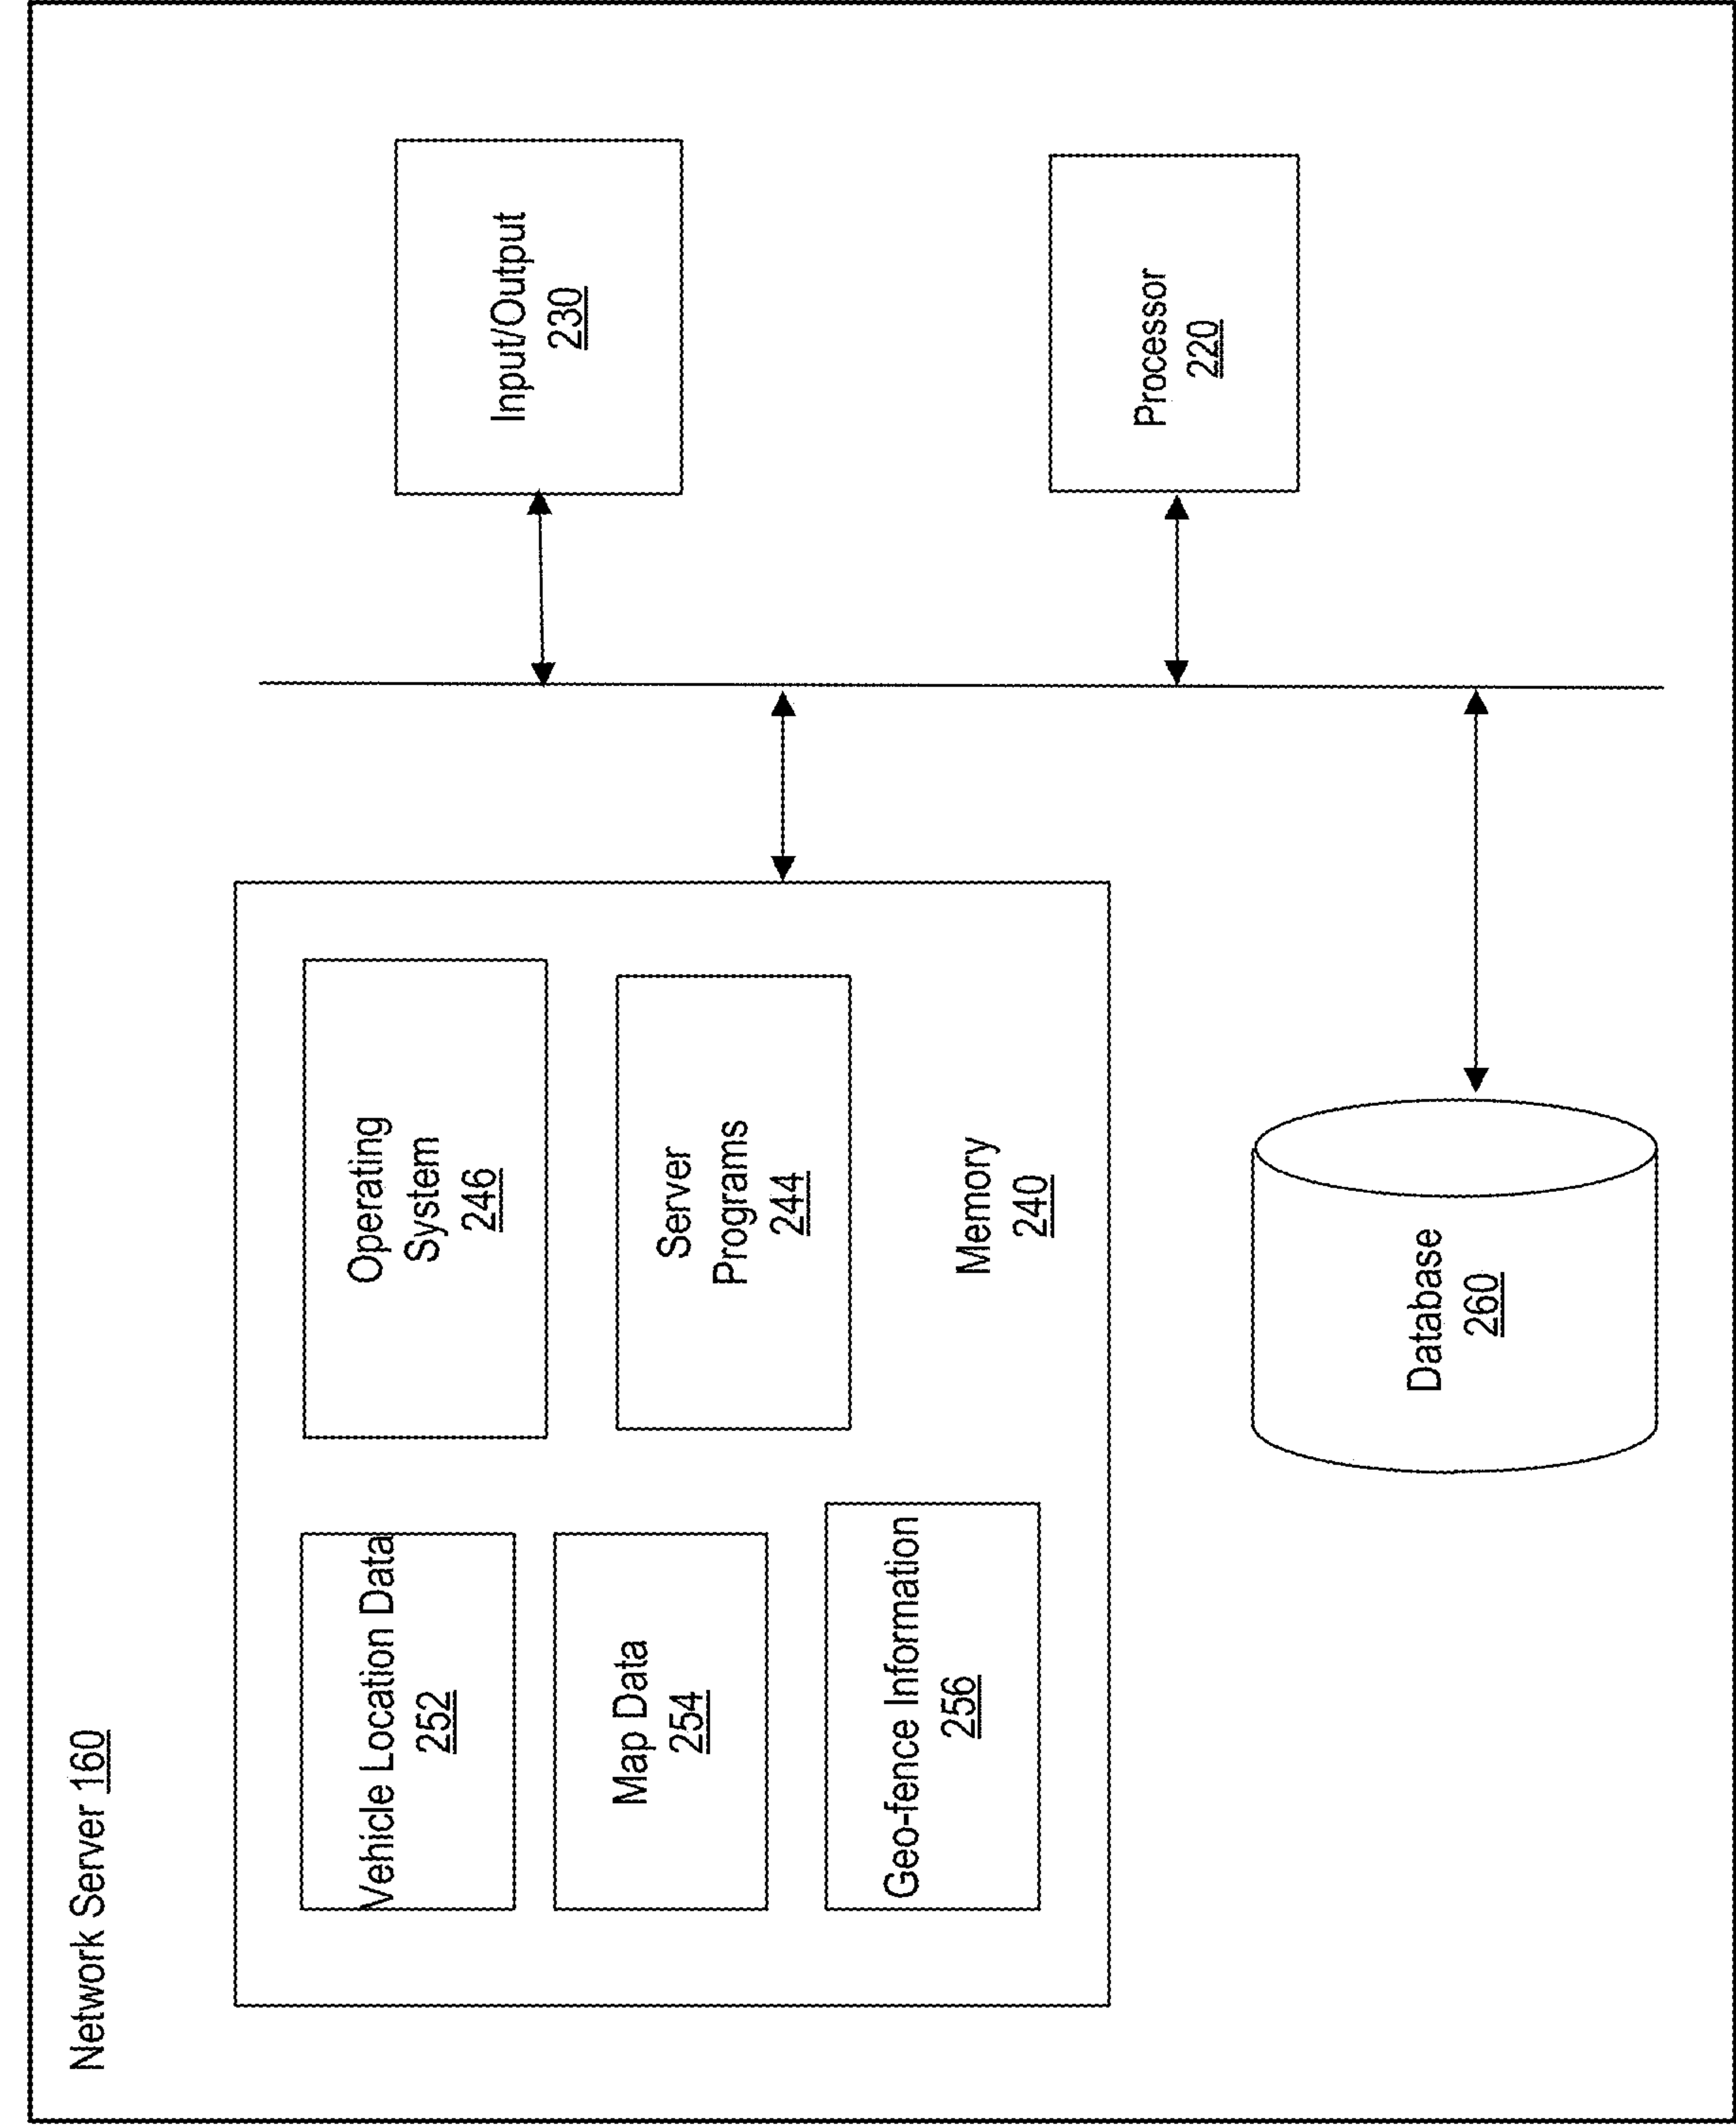 Network Server 160
Vehicle Location Data
252
Map Data
254
Geo-fence Information
256
Operating
System
246
Server
Programs
244
Memory
240
Database
260
Input/Output
230
Processor
220